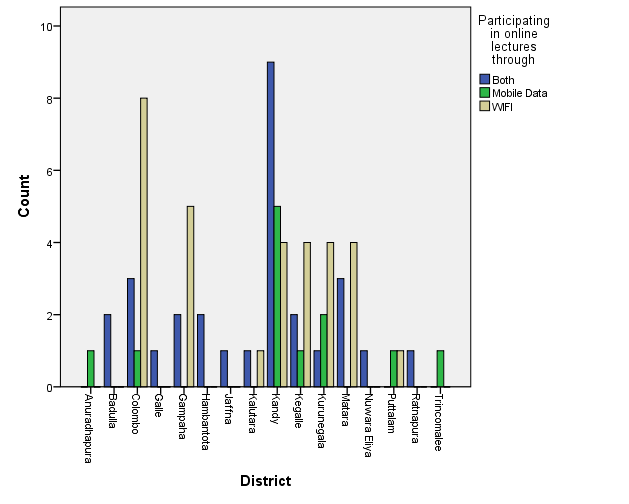 Participating
in online
lectures
through
Both
Mobile Data
WIFI
Count
10
8
6
4
2
0
Anuradhapura
Badulla
Colombo
Galle
Gampaha
Hambantota
Jaffna
Kalutara
Kandy
Kegalle
Kurunegala
Matara
Nuwara Eliya
Puttalam
Ratnapura
Trincomalee
District